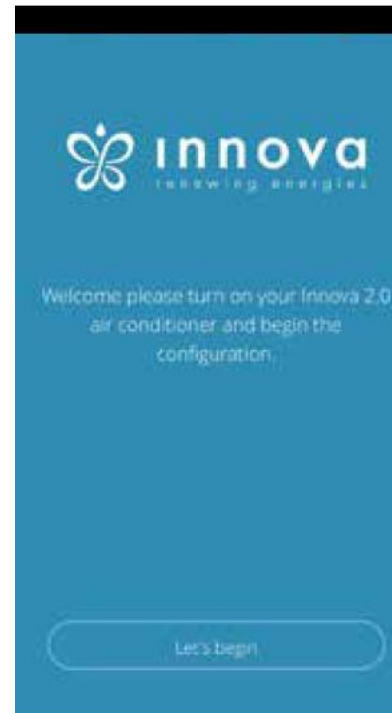 innova
renewing energies
Welcome please turn on your Innova 2.0
air conditioner and begin the
configuration.
Let's begin